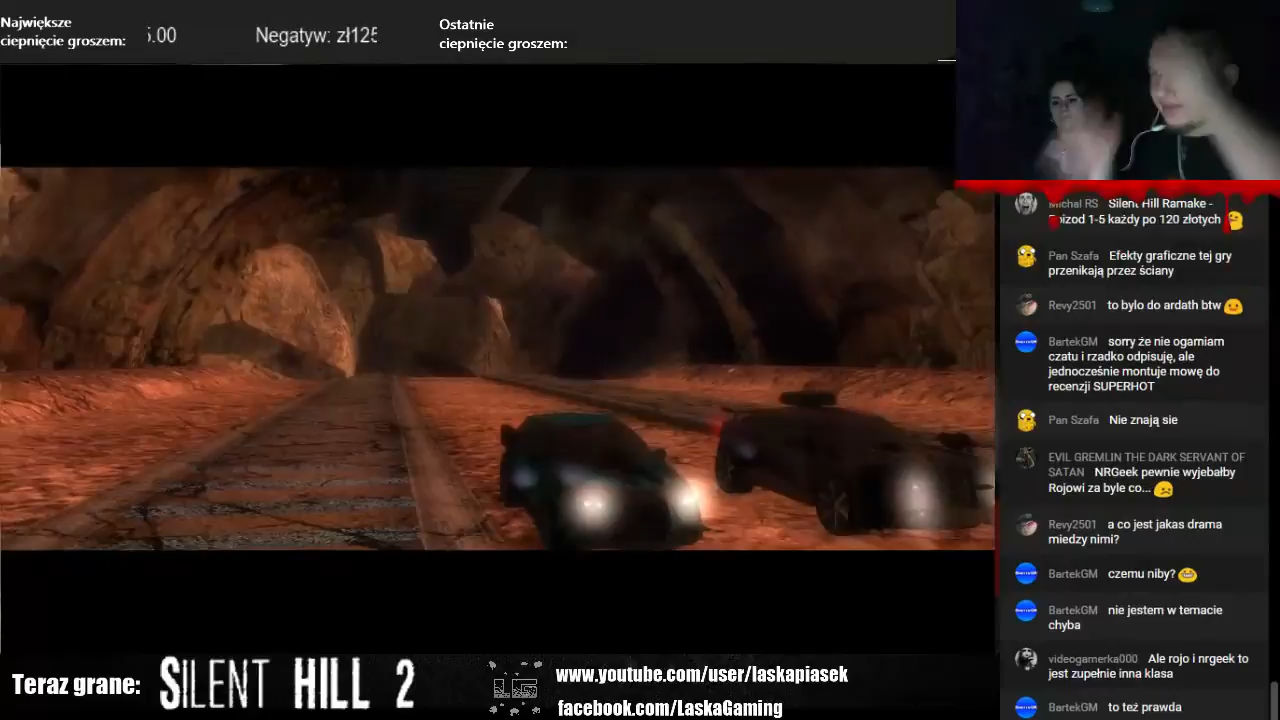 Największe
ciepnięcie groszem:
5.00
Negatyw: zł125
Ostatnie
ciepnięcie groszem:
Michal RS Silent Hill Ramake -
Epizod 1-5 każdy po 120 złotych
Pan Szafa Efekty graficzne tej gry
przenikają przez ściany
Revy2501 to bylo do ardath btw
BartekGM sorry że nie ogarniam
czatu i rzadko odpisuję, ale
jednocześnie montuje mowę do
recenzji SUPERHOT
Pan Szafa Nie znają sie
EVIL GREMLIN THE DARK SERVANT OF
SATAN NRGeek pewnie wyjebałby
Rojowi za byle co...
Revy2501 a co jest jakas drama
miedzy nimi?
BartekGM czemu niby?
BartekGM nie jestem w temacie
chyba
videogamerka000 Ale rojo i nrgeek to
jest zupełnie inna klasa
BartekGM to też prawda
Teraz grane: SILENT HILL 2
LG
www.youtube.com/user/laskapiasek
facebook.com/LaskaGaming